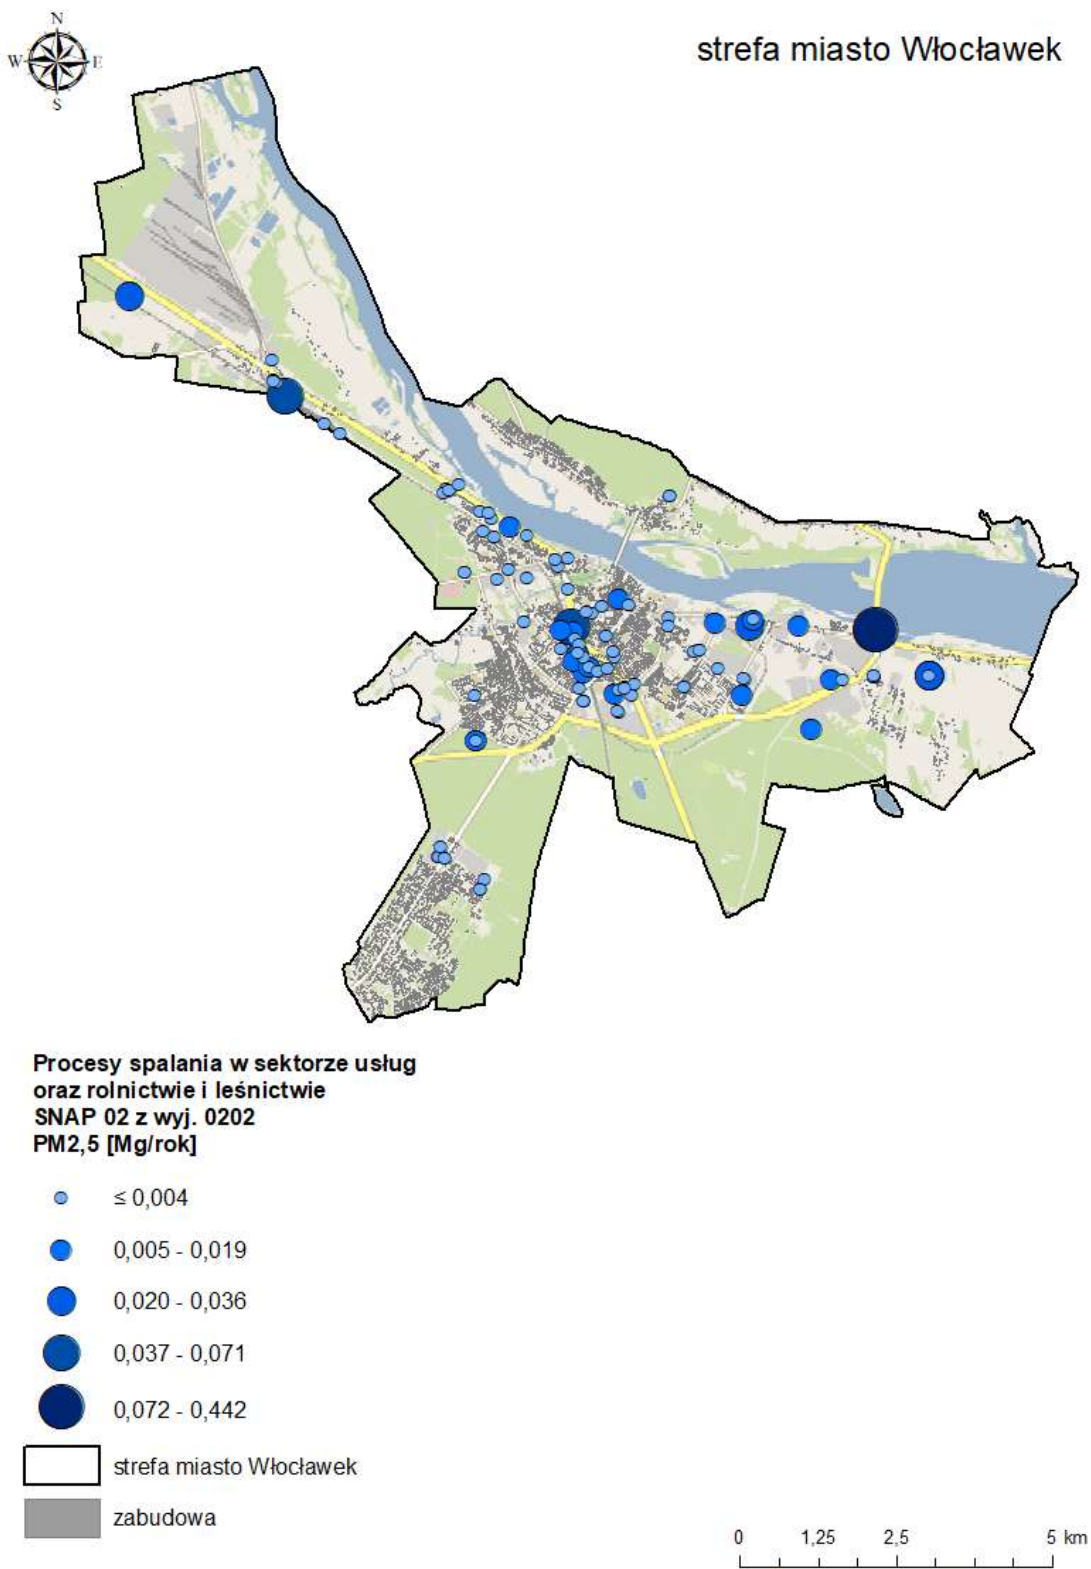 N
W E
S
strefa miasto Włocławek
Procesy spalania w sektorze usług
oraz rolnictwie i leśnictwie
SNAP 02 z wyj. 0202
PM2,5 [Mg/rok]
≤ 0,004
0,005 - 0,019
0,020 - 0,036
0,037 - 0,071
0,072 - 0,442
strefa miasto Włocławek
zabudowa
0 1,25 2,5 5 km